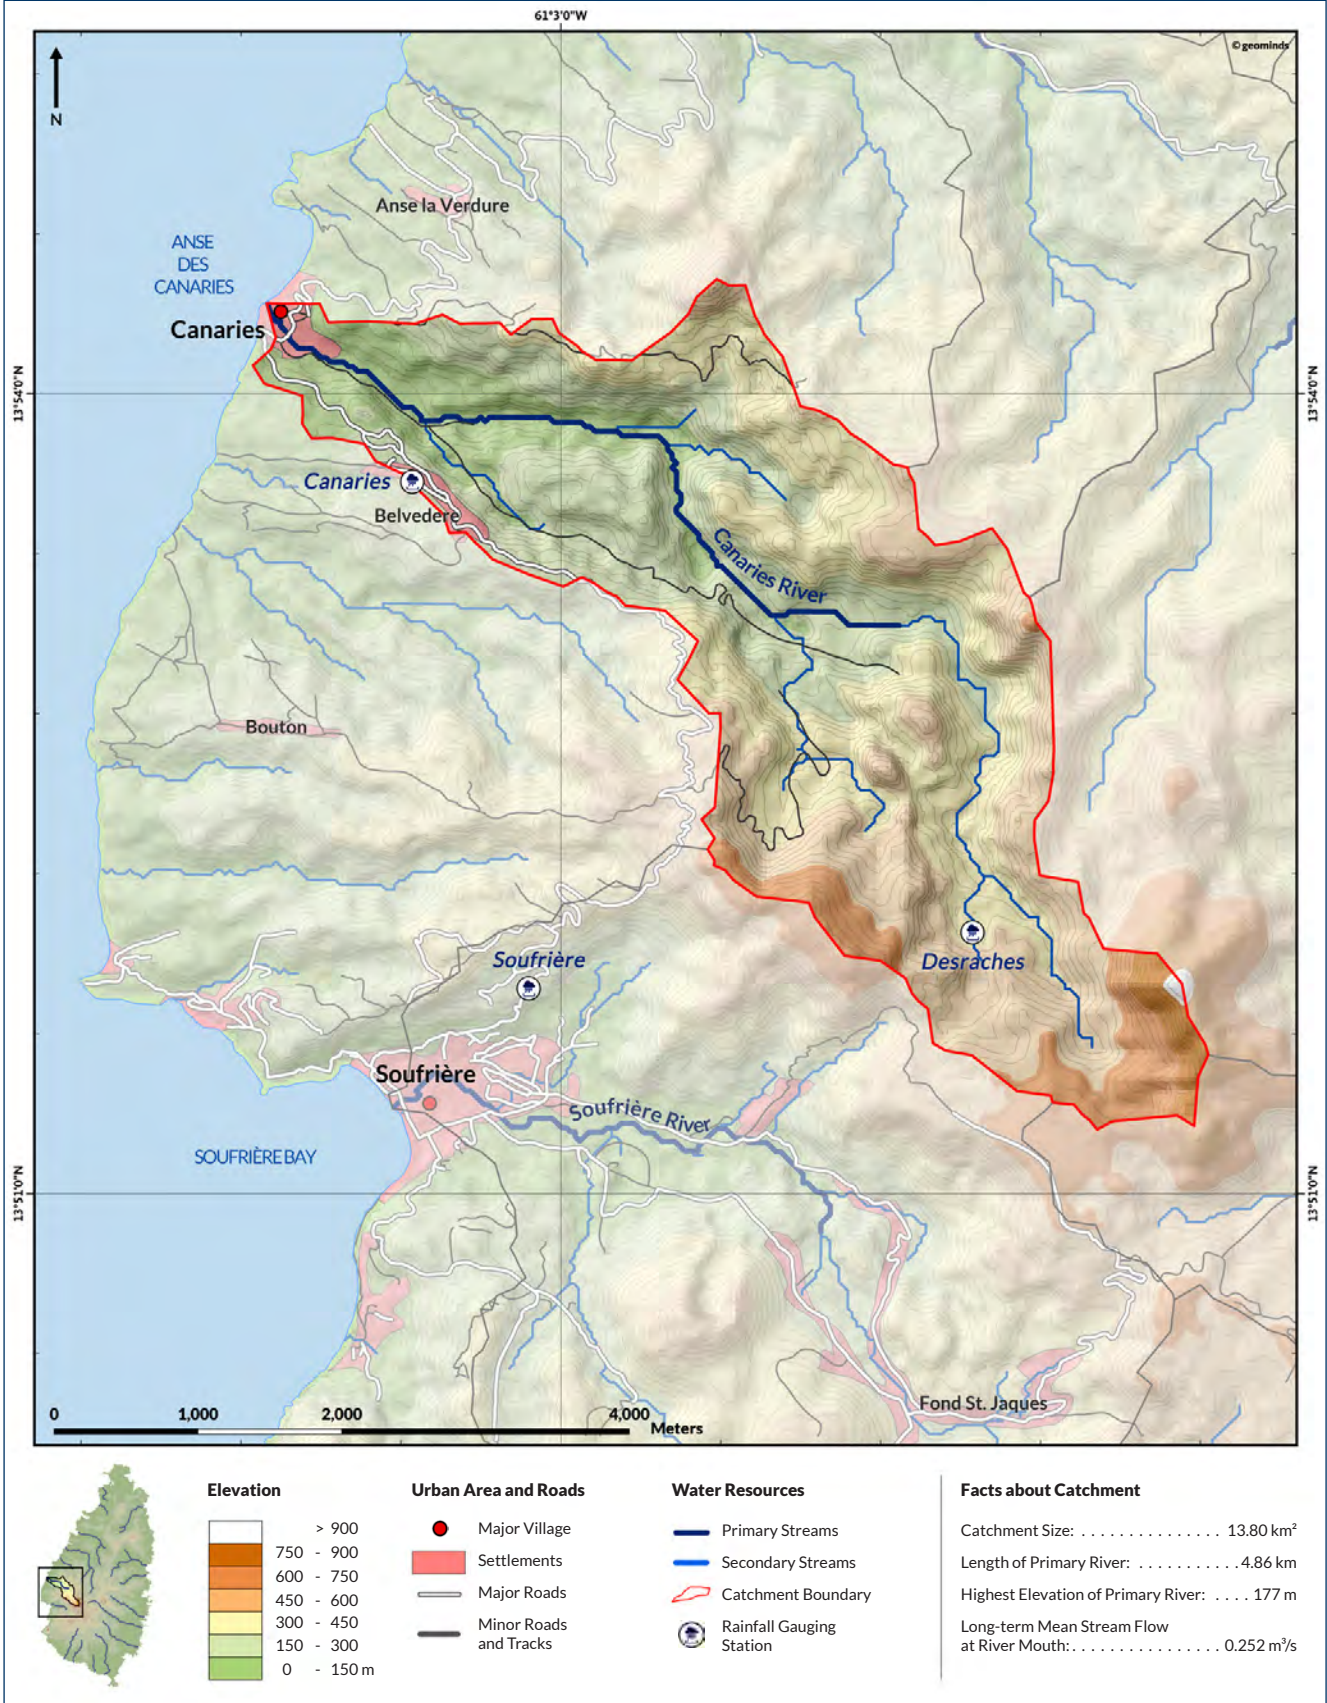 61°3'0"W
© geominds
N
Anse la Verdure
ANSE
DES
CANARIES
Canaries
13°54'0"N
13°54'0"N
Canaries
Belvedere
Canaries River
Bouton
Soufrière
Desraches
Soufrière
Soufrière River
SOUFRIÈRE BAY
13°51'0"N
13°51'0"N
Fond St. Jaques
0 1,000 2,000 4,000
Meters
Elevation
> 900
750 - 900
600 - 750
450 - 600
300 - 450
150 - 300
0 - 150 m
Urban Area and Roads
Major Village
Settlements
Major Roads
Minor Roads
and Tracks
Water Resources
Primary Streams
Secondary Streams
Catchment Boundary
Rainfall Gauging
Station
Facts about Catchment
Catchment Size: . . . . . . . . . . . . . . . 13.80 km²
Length of Primary River: . . . . . . . . . . . 4.86 km
Highest Elevation of Primary River: . . . . 177 m
Long-term Mean Stream Flow
at River Mouth: . . . . . . . . . . . . . . . . 0.252 m³/s